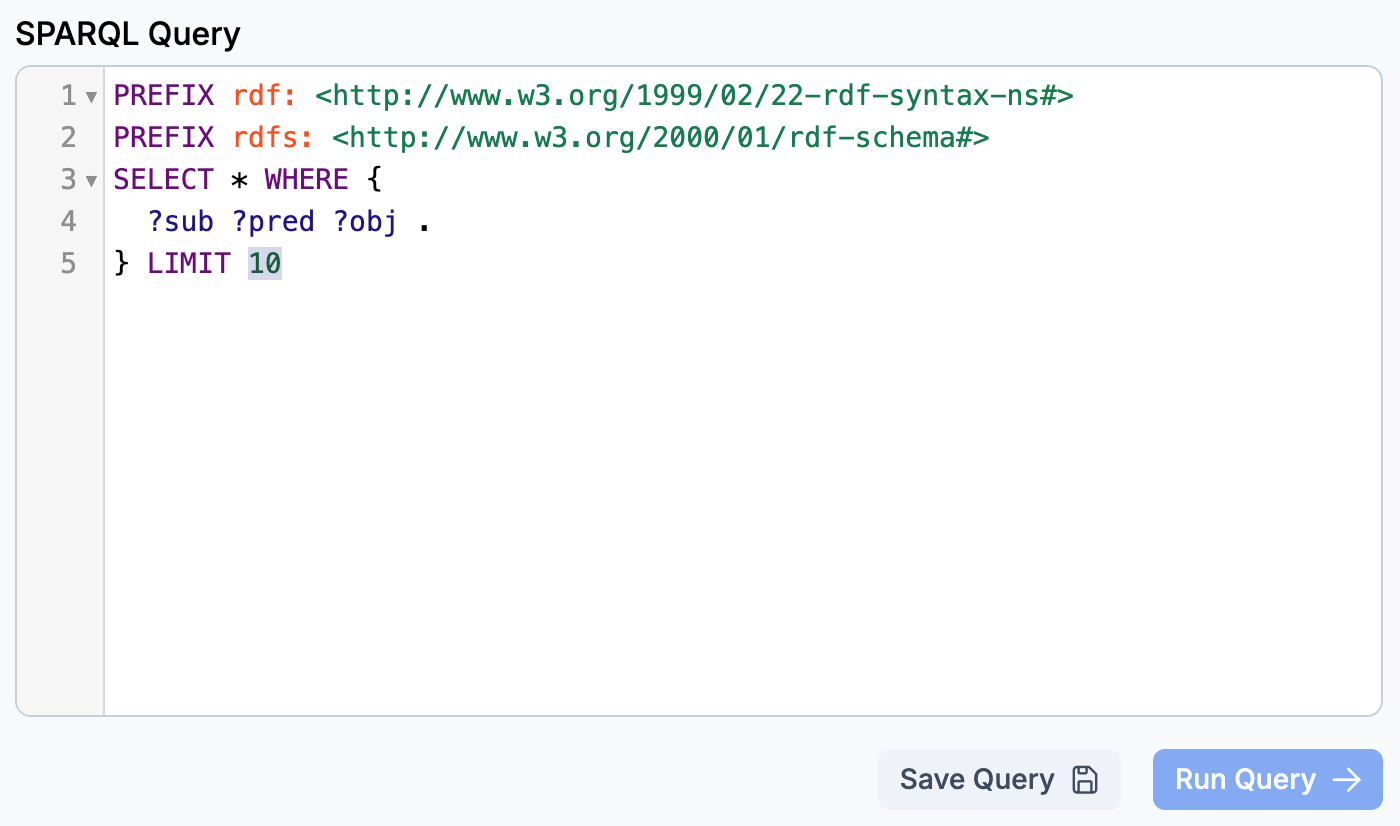 SPARQL Query
1 PREFIX rdf: <http://www.w3.org/1999/02/22-rdf-syntax-ns#>
2 PREFIX rdfs: <http://www.w3.org/2000/01/rdf-schema#>
3 SELECT * WHERE {
4   ?sub ?pred ?obj .
5 } LIMIT 10
Save Query
Run Query →